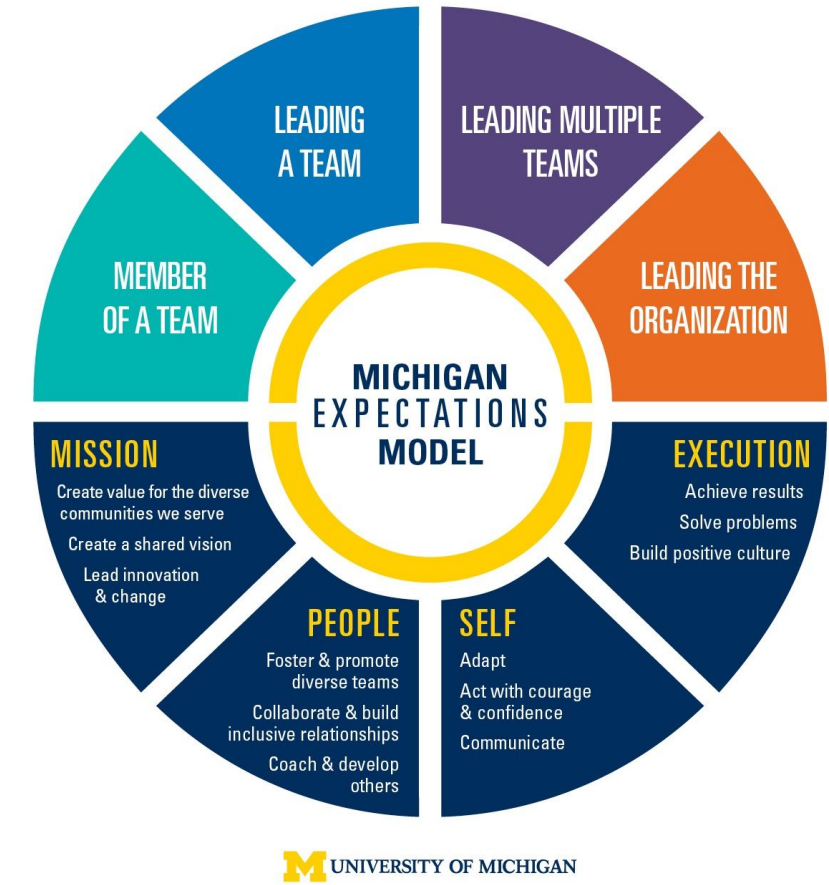 LEADING
A TEAM
LEADING MULTIPLE
TEAMS
MEMBER
OF A TEAM
LEADING THE
ORGANIZATION
MICHIGAN
EXPECTATIONS
MODEL
MISSION
Create value for the diverse
communities we serve
Create a shared vision
Lead innovation
& change
PEOPLE
Foster & promote
diverse teams
Collaborate & build
inclusive relationships
Coach & develop
others
SELF
Adapt
Act with courage
& confidence
Communicate
EXECUTION
Achieve results
Solve problems
Build positive culture
M UNIVERSITY OF MICHIGAN